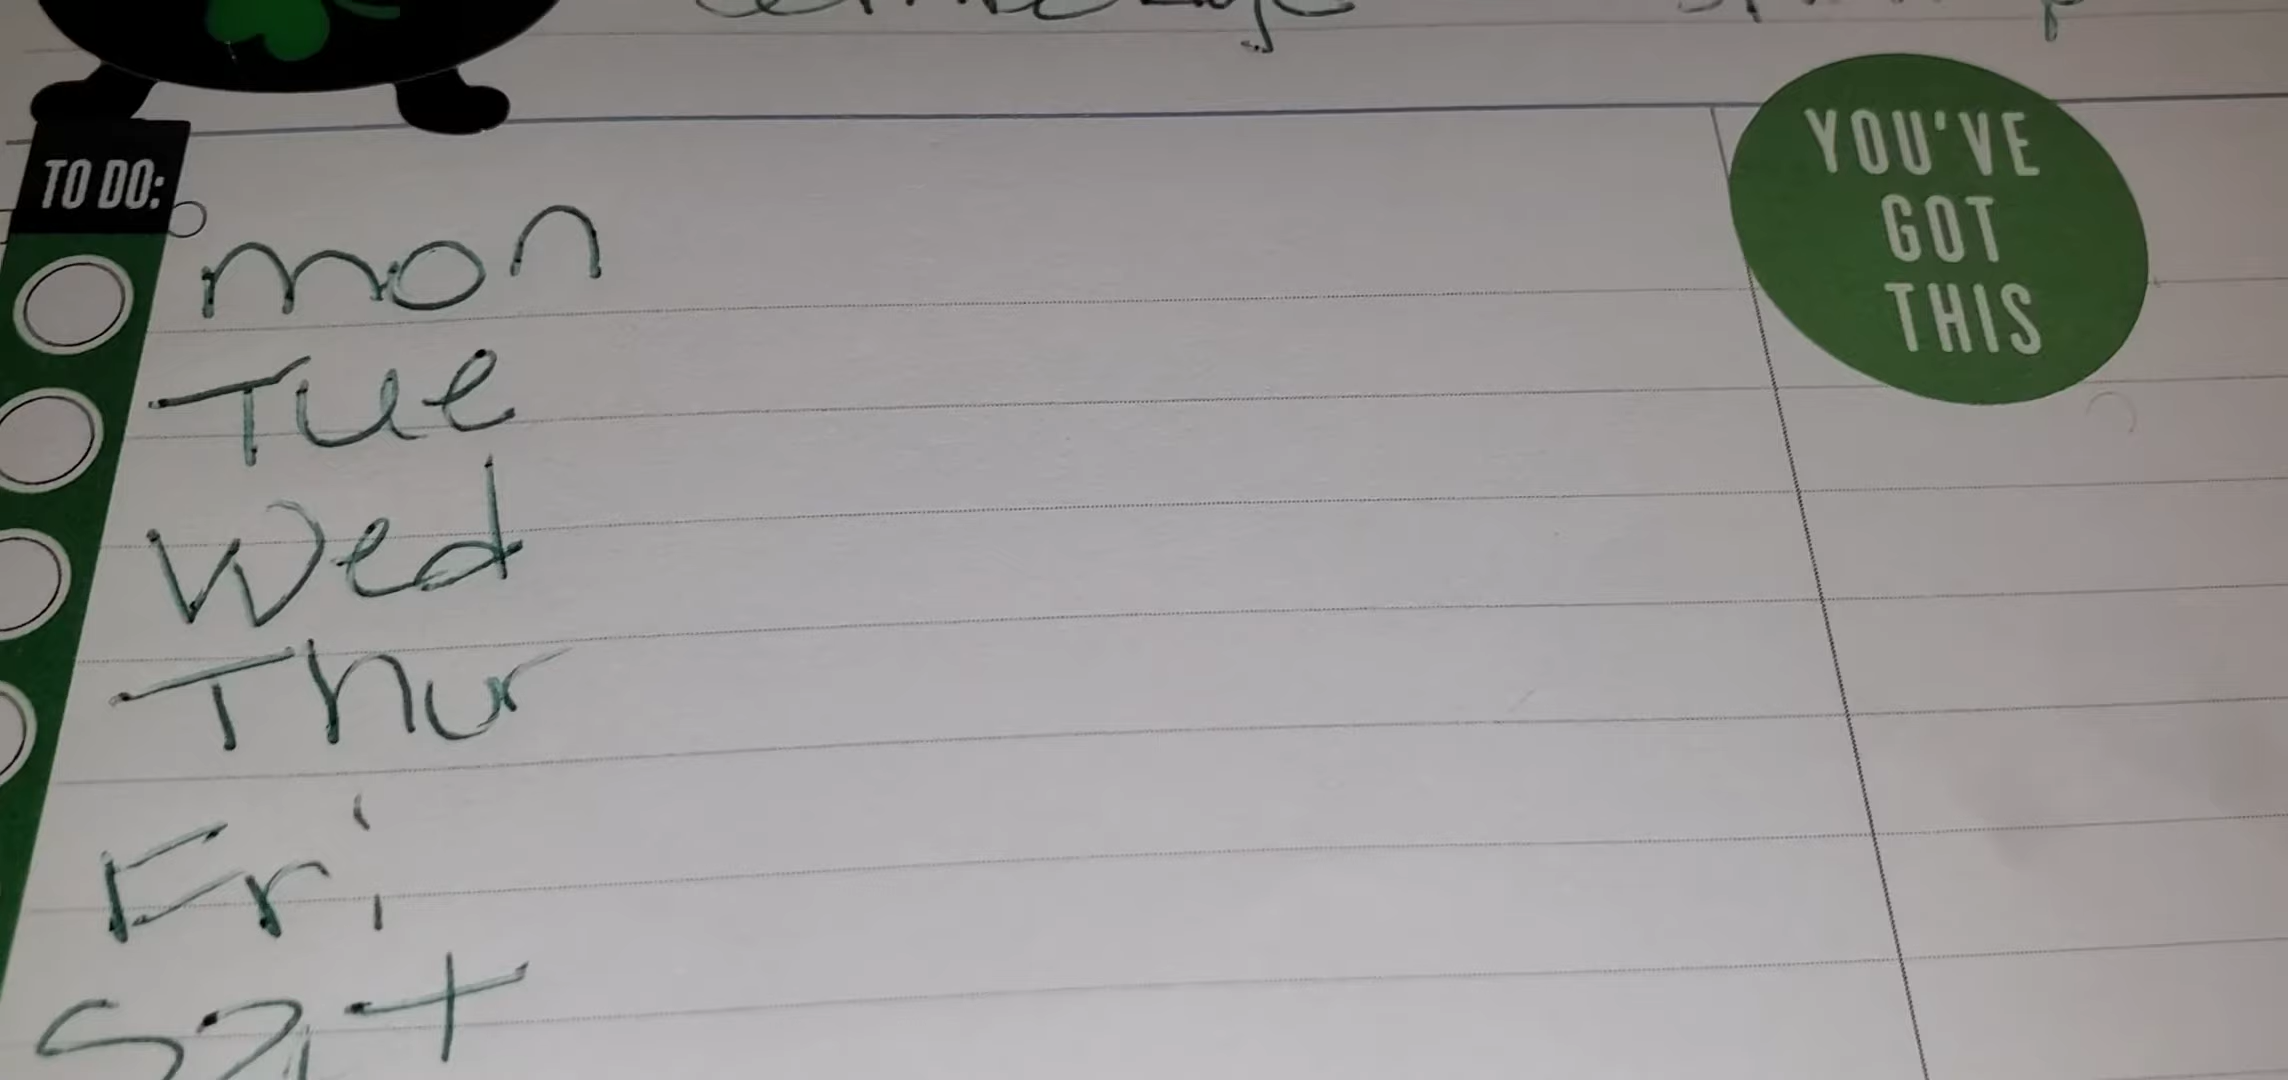 TO DO:
YOU'VE
GOT
THIS
mon
Tue
Wed
Thur
Fri
Sat